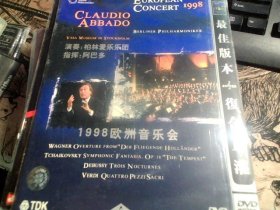 EUROPEAN
CONCERT 1998
CLAUDIO
ABBADO
BERLINER PHILHARMONIKER
VASA MUSEUM IN STOCKHOLM
演奏:柏林爱乐乐团
指挥:阿巴多
1998欧洲音乐会
WAGNER OVERTURE FROM "DER FLIEGENDE HOLLÄNDER"
TCHAIKOVSKY SYMPHONIC FANTASIA, OP.18 "THE TEMPEST"
DEBUSSY TROIS NOCTURNES
VERDI QUATTRO PEZZI SACRI
TDK
DVD
最佳版本